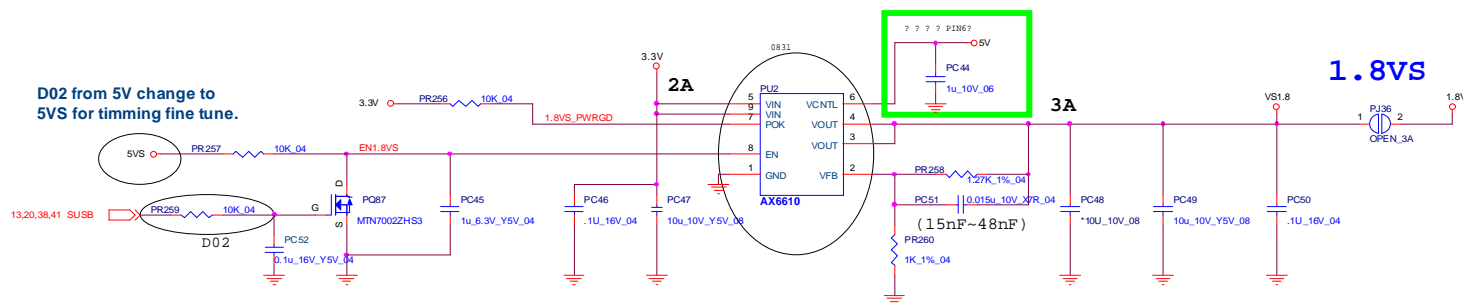 D02 from 5V change to
5VS for timming fine tune.
5VS
PR257
10K_04
EN1.8VS
13,20,38,41 SUSB
PR259
10K_04
D02
PC52
0.1u_16V_Y5V_04
G
D
S
PQ87
MTN7002ZHS3
PC45
1u_6.3V_Y5V_04
3.3V
PR256
10K_04
1.8VS_PWRGD
3.3V
2A
PC46
.1U_16V_04
PC47
10u_10V_Y5V_08
0831
PU2
5
9
7
8
1
VIN
VIN
POK
EN
GND
VCNTL
VOUT
VOUT
VFB
6
4
3
2
AX6610
? ? ? ? PIN6?
5V
PC44
1u_10V_06
3A
PR258
1.27K_1%_04
PC51
0.015u_10V_X7R_04
(15nF~48nF)
PR260
1K_1%_04
PC48
*10U_10V_08
PC49
10u_10V_Y5V_08
PC50
.1U_16V_04
VS1.8
1.8VS
PJ36
1
2
OPEN_3A
1.8V